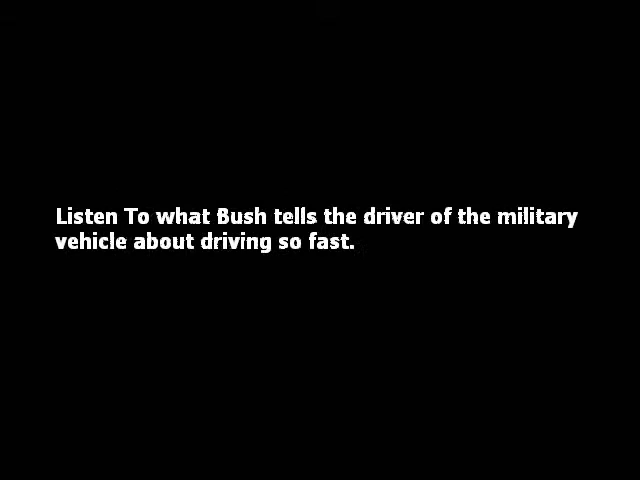 Listen To what Bush tells the driver of the military
vehicle about driving so fast.